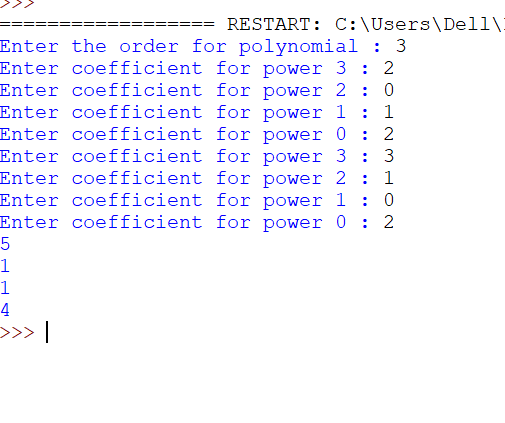 >>>
================== RESTART: C:\Users\Dell\
Enter the order for polynomial : 3
Enter coefficient for power 3 : 2
Enter coefficient for power 2 : 0
Enter coefficient for power 1 : 1
Enter coefficient for power 0 : 2
Enter coefficient for power 3 : 3
Enter coefficient for power 2 : 1
Enter coefficient for power 1 : 0
Enter coefficient for power 0 : 2
5
1
1
4
>>>